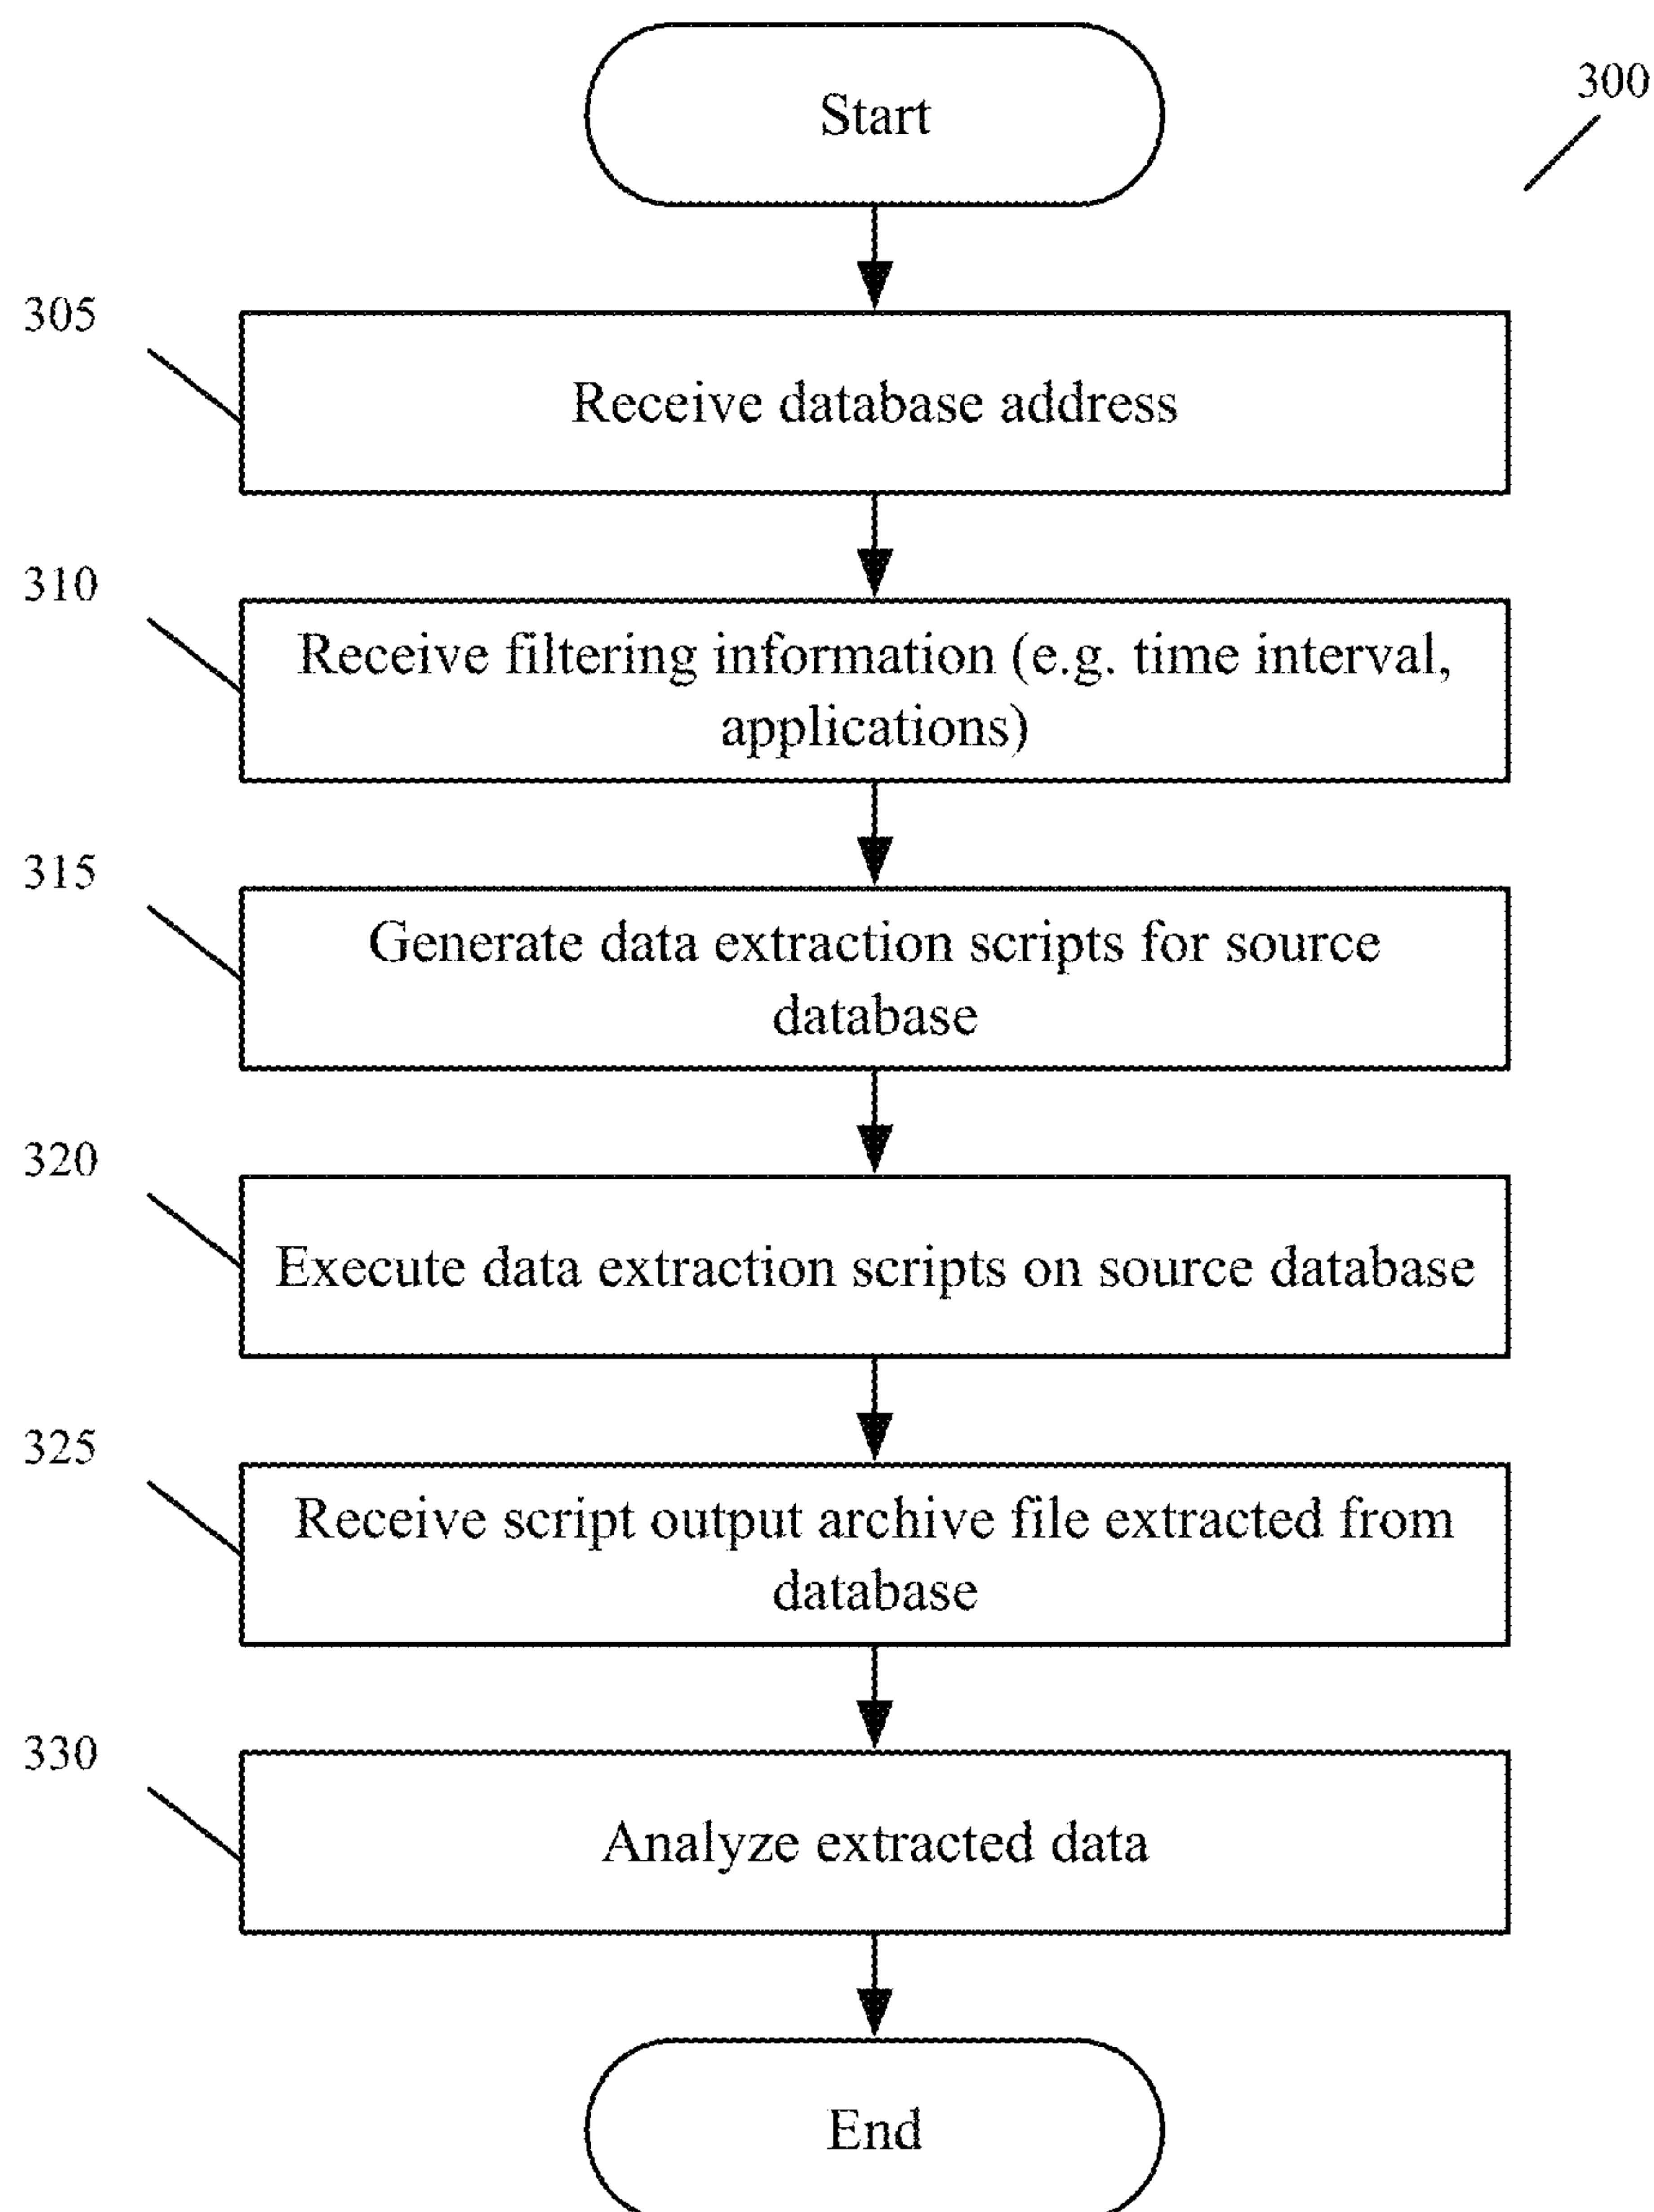 Start
300
305
Receive database address
310
Receive filtering information (e.g. time interval,
applications)
315
Generate data extraction scripts for source
database
320
Execute data extraction scripts on source database
325
Receive script output archive file extracted from
database
330
Analyze extracted data
End